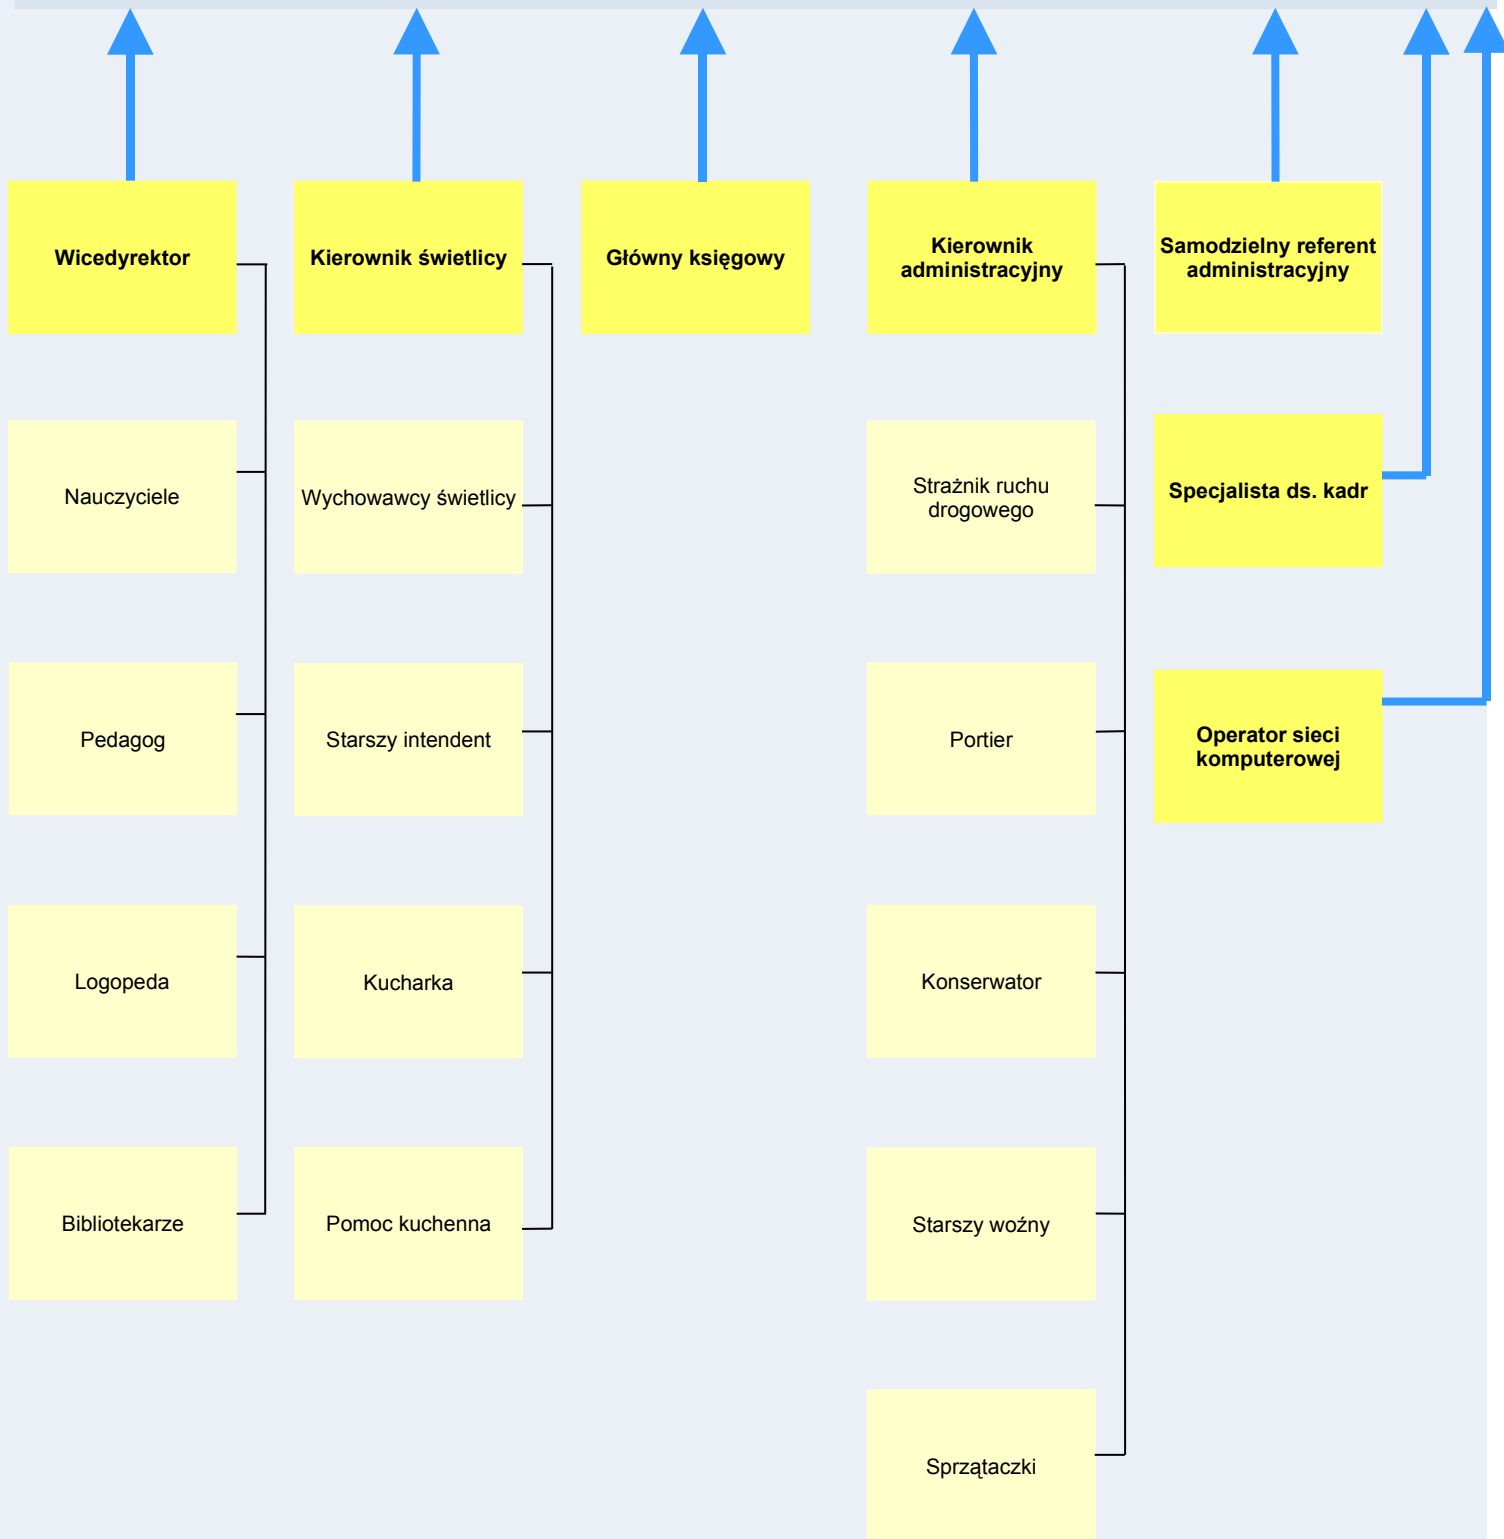 Wicedyrektor
Kierownik świetlicy
Główny księgowy
Kierownik
administracyjny
Samodzielny referent
administracyjny
Nauczyciele
Wychowawcy świetlicy
Strażnik ruchu
drogowego
Specjalista ds. kadr
Pedagog
Starszy intendent
Portier
Operator sieci
komputerowej
Logopeda
Kucharka
Konserwator
Bibliotekarze
Pomoc kuchenna
Starszy woźny
Sprzątaczki